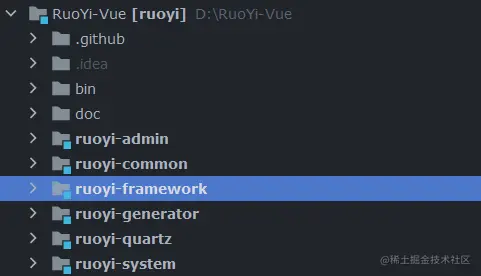 RuoYi-Vue [ruoyi] D:\RuoYi-Vue
.github
.idea
bin
doc
ruoyi-admin
ruoyi-common
ruoyi-framework
ruoyi-generator
ruoyi-quartz
ruoyi-system
@稀土掘金技术社区